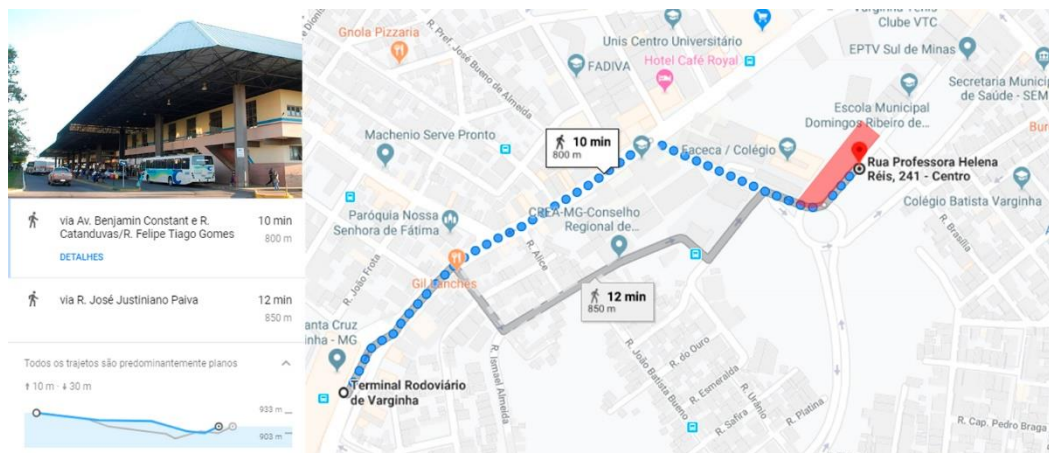 via Av. Benjamin Constant e R.
Catanduvas/R. Felipe Tiago Gomes
10 min
800 m
DETALHES
via R. José Justiniano Paiva
12 min
850 m
Todos os trajetos são predominantemente planos
10 m · 30 m
933 m
903 m
Gnola Pizzaria
R. Pref. José Bueno de Almeida
FADIVA
Unis Centro Universitário
Hotel Café Royal
Clube VTC
EPTV Sul de Minas
Secretaria Municip
de Saúde - SEM
Escola Municipal
Domingos Ribeiro de...
Machenio Serve Pronto
10 min
800 m
Faceca / Colégio
Rua Professora Helena
Réis, 241 - Centro
Colégio Batista Varginha
Paróquia Nossa
Senhora de Fátima
CREA-MG-Conselho
Regional de...
R. Brasília
R. Alice
R. João Frota
Gil Lanches
12 min
850 m
anta Cruz
inha - MG
Terminal Rodoviário
de Varginha
R. Ismael Almeida
R. João Batista Bueno
R. do Ouro
R. Esmeralda
R. Safira
R. Urânio
R. Platina
R. Cap. Pedro Braga